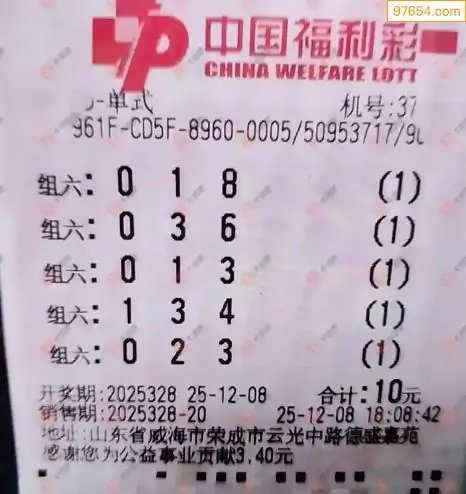 97654.com
中国福利彩
CHINA WELFARE LOTT
-单式 机号:37
961F-CD5F-8960-0005/50953717/9
组六: 0 1 8 (1)
组六: 0 3 6 (1)
组六: 0 1 3 (1)
组六: 1 3 4 (1)
组六: 0 2 3 (1)
开奖期:2025328 25-12-08 合计:10元
销售期:2025328-20 25-12-08 18:08:42
地址:山东省威海市荣成市云光中路德盛嘉苑
感谢您为公益事业贡献3.40元